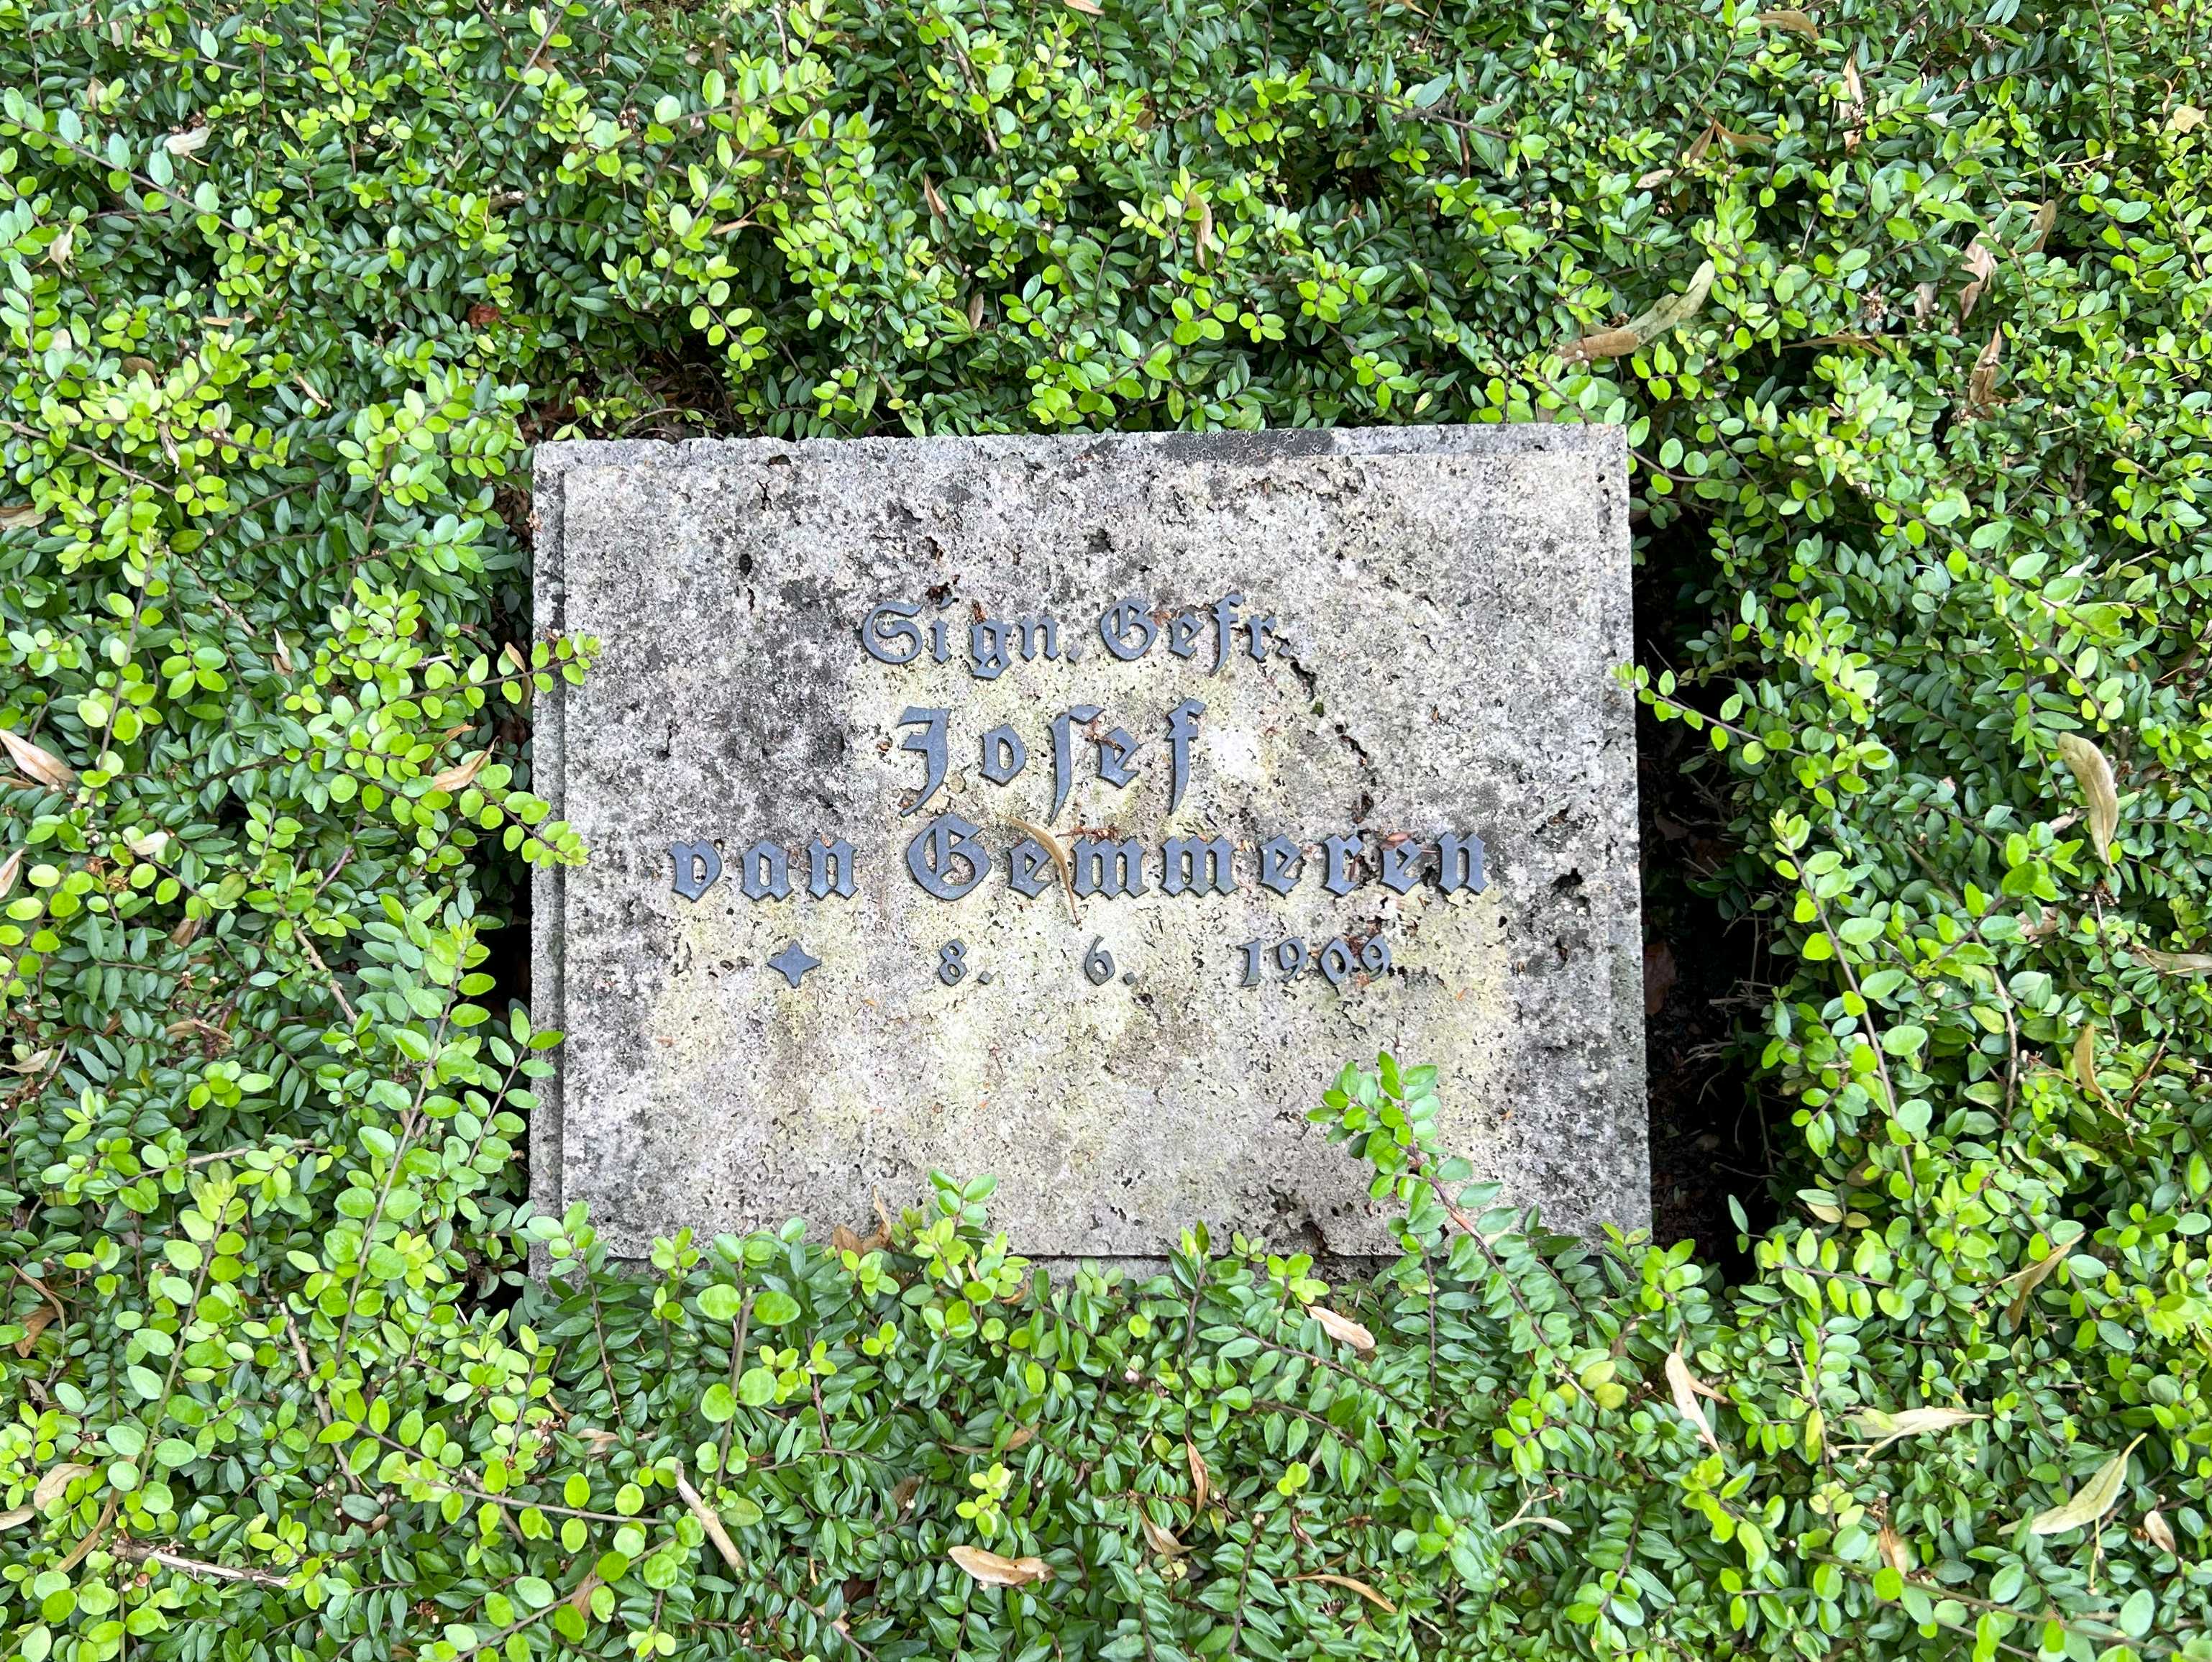 Sign. Gefr.
Joſef
van Gemmeren
✦ 8. 6. 1909